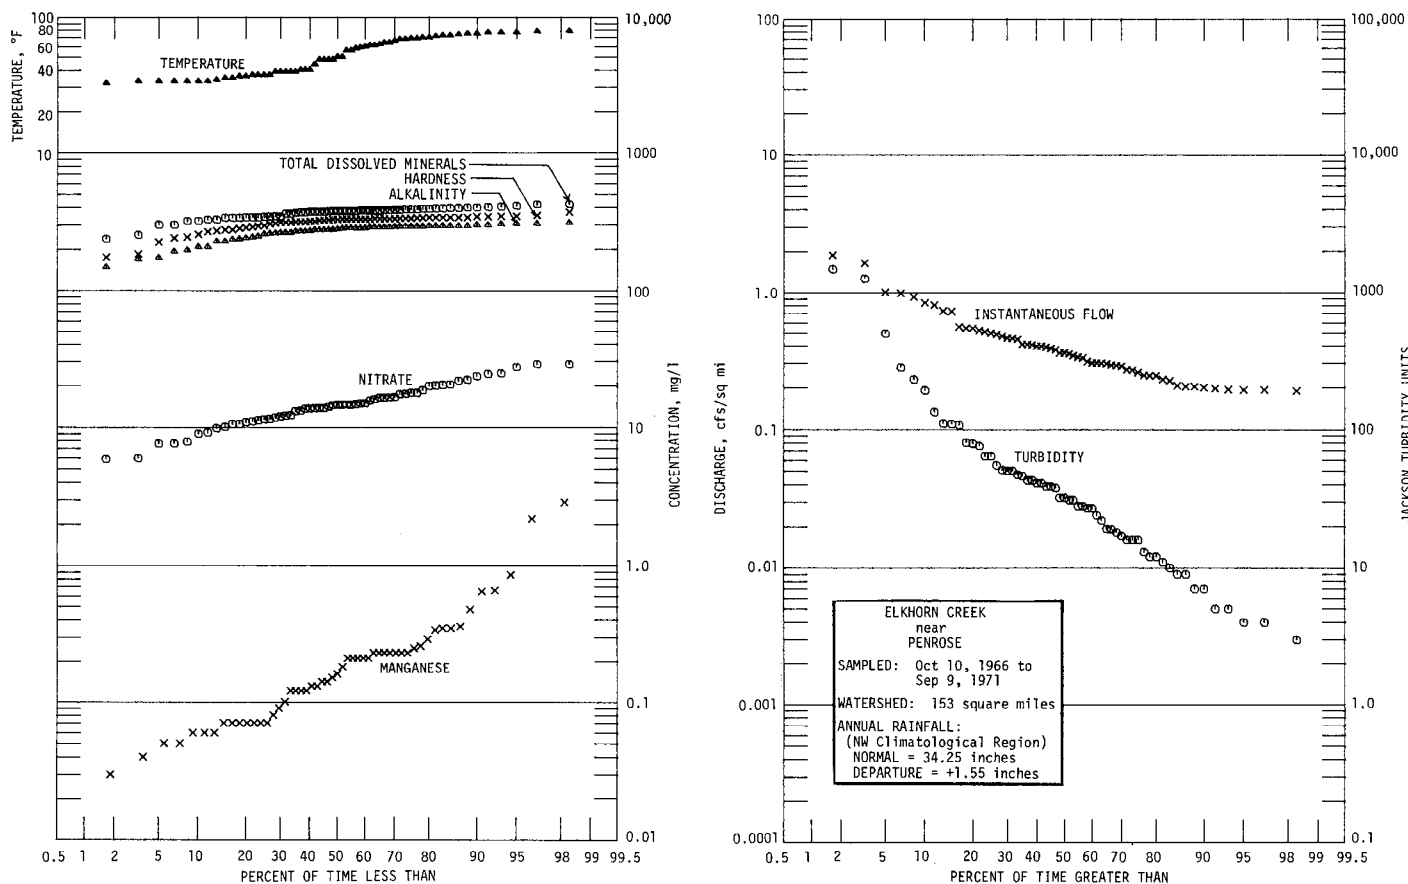 TEMPERATURE, °F
100
80
60
40
20
10
10,000
1000
100
10
1.0
0.1
0.01
CONCENTRATION, mg/l
TEMPERATURE
TOTAL DISSOLVED MINERALS
HARDNESS
ALKALINITY
NITRATE
MANGANESE
0.5 1 2 5 10 20 30 40 50 60 70 80 90 95 98 99 99.5
PERCENT OF TIME LESS THAN
DISCHARGE, cfs/sq mi
100
10
1.0
0.1
0.01
0.001
0.0001
100,000
10,000
1000
100
10
1.0
0.1
JACKSON TURBIDITY UNITS
INSTANTANEOUS FLOW
TURBIDITY
ELKHORN CREEK
near
PENROSE
SAMPLED: Oct 10, 1966 to
Sep 9, 1971
WATERSHED: 153 square miles
ANNUAL RAINFALL:
(NW Climatological Region)
NORMAL = 34.25 inches
DEPARTURE = +1.55 inches
0.5 1 2 5 10 20 30 40 50 60 70 80 90 95 98 99 99.5
PERCENT OF TIME GREATER THAN